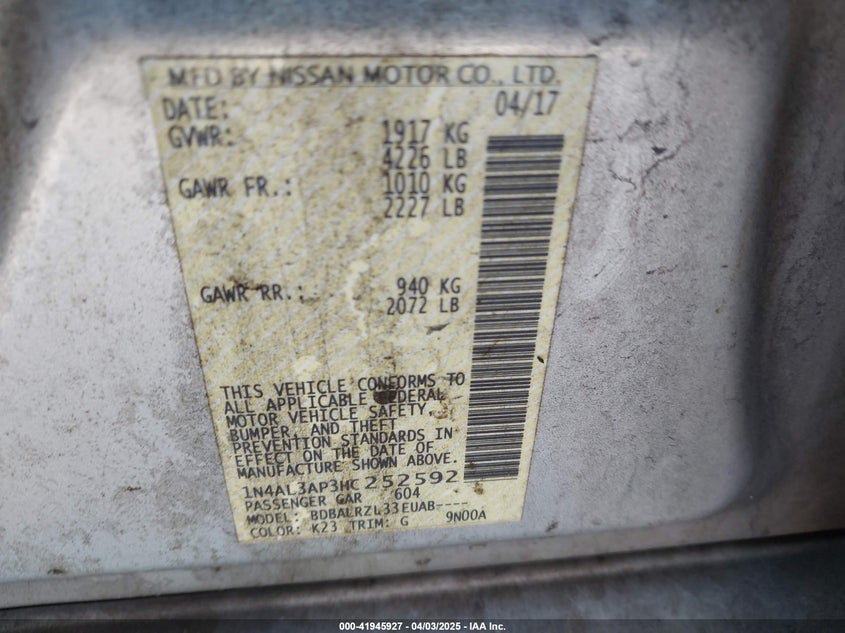 MFD BY NISSAN MOTOR CO., LTD.
DATE: 04/17
GVWR: 1917 KG
4226 LB
GAWR FR.: 1010 KG
2227 LB
GAWR RR.: 940 KG
2072 LB
THIS VEHICLE CONFORMS TO
ALL APPLICABLE FEDERAL
MOTOR VEHICLE SAFETY,
BUMPER, AND THEFT
PREVENTION STANDARDS IN
EFFECT ON THE DATE OF
MANUFACTURE SHOWN ABOVE.
1N4AL3AP3HC252592
PASSENGER CAR 604
MODEL: BDBALRZL33EUAB----
COLOR: K23 TRIM: G 9N00A
000-41945927 | 04/03/2025 - IAA Inc.